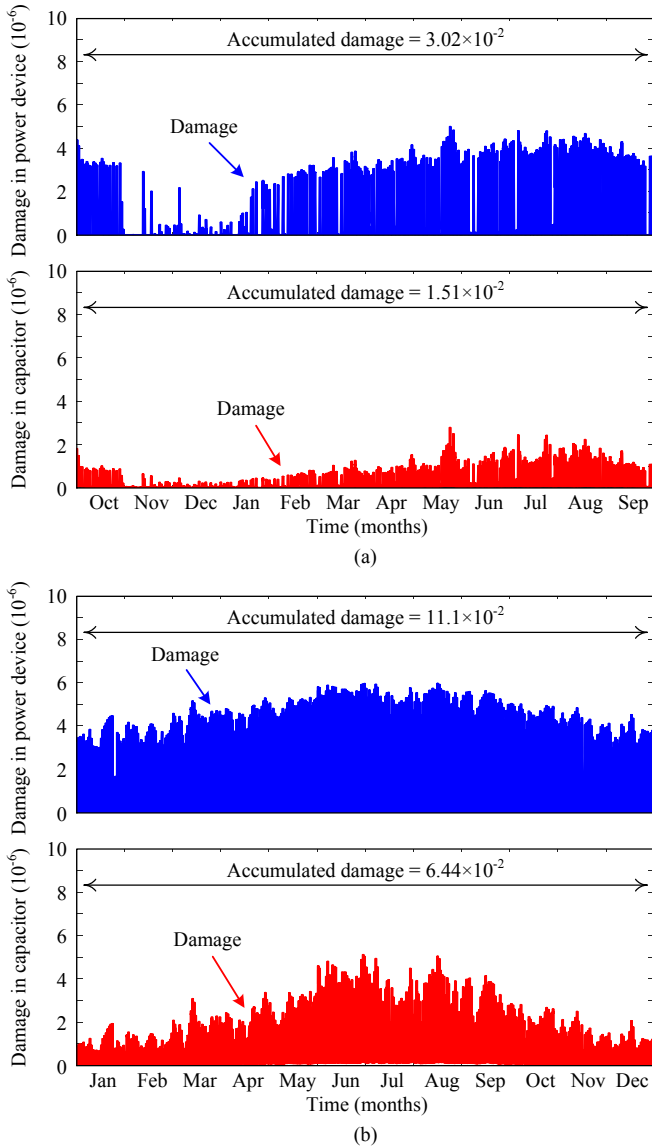 Damage in power device (10⁻⁶)
10
8
6
4
2
0
Accumulated damage = 3.02×10⁻²
Damage
Damage in capacitor (10⁻⁶)
10
8
6
4
2
0
Accumulated damage = 1.51×10⁻²
Damage
Oct Nov Dec Jan Feb Mar Apr May Jun Jul Aug Sep
Time (months)
(a)
Damage in power device (10⁻⁶)
10
8
6
4
2
0
Accumulated damage = 11.1×10⁻²
Damage
Damage in capacitor (10⁻⁶)
10
8
6
4
2
0
Accumulated damage = 6.44×10⁻²
Damage
Jan Feb Mar Apr May Jun Jul Aug Sep Oct Nov Dec
Time (months)
(b)